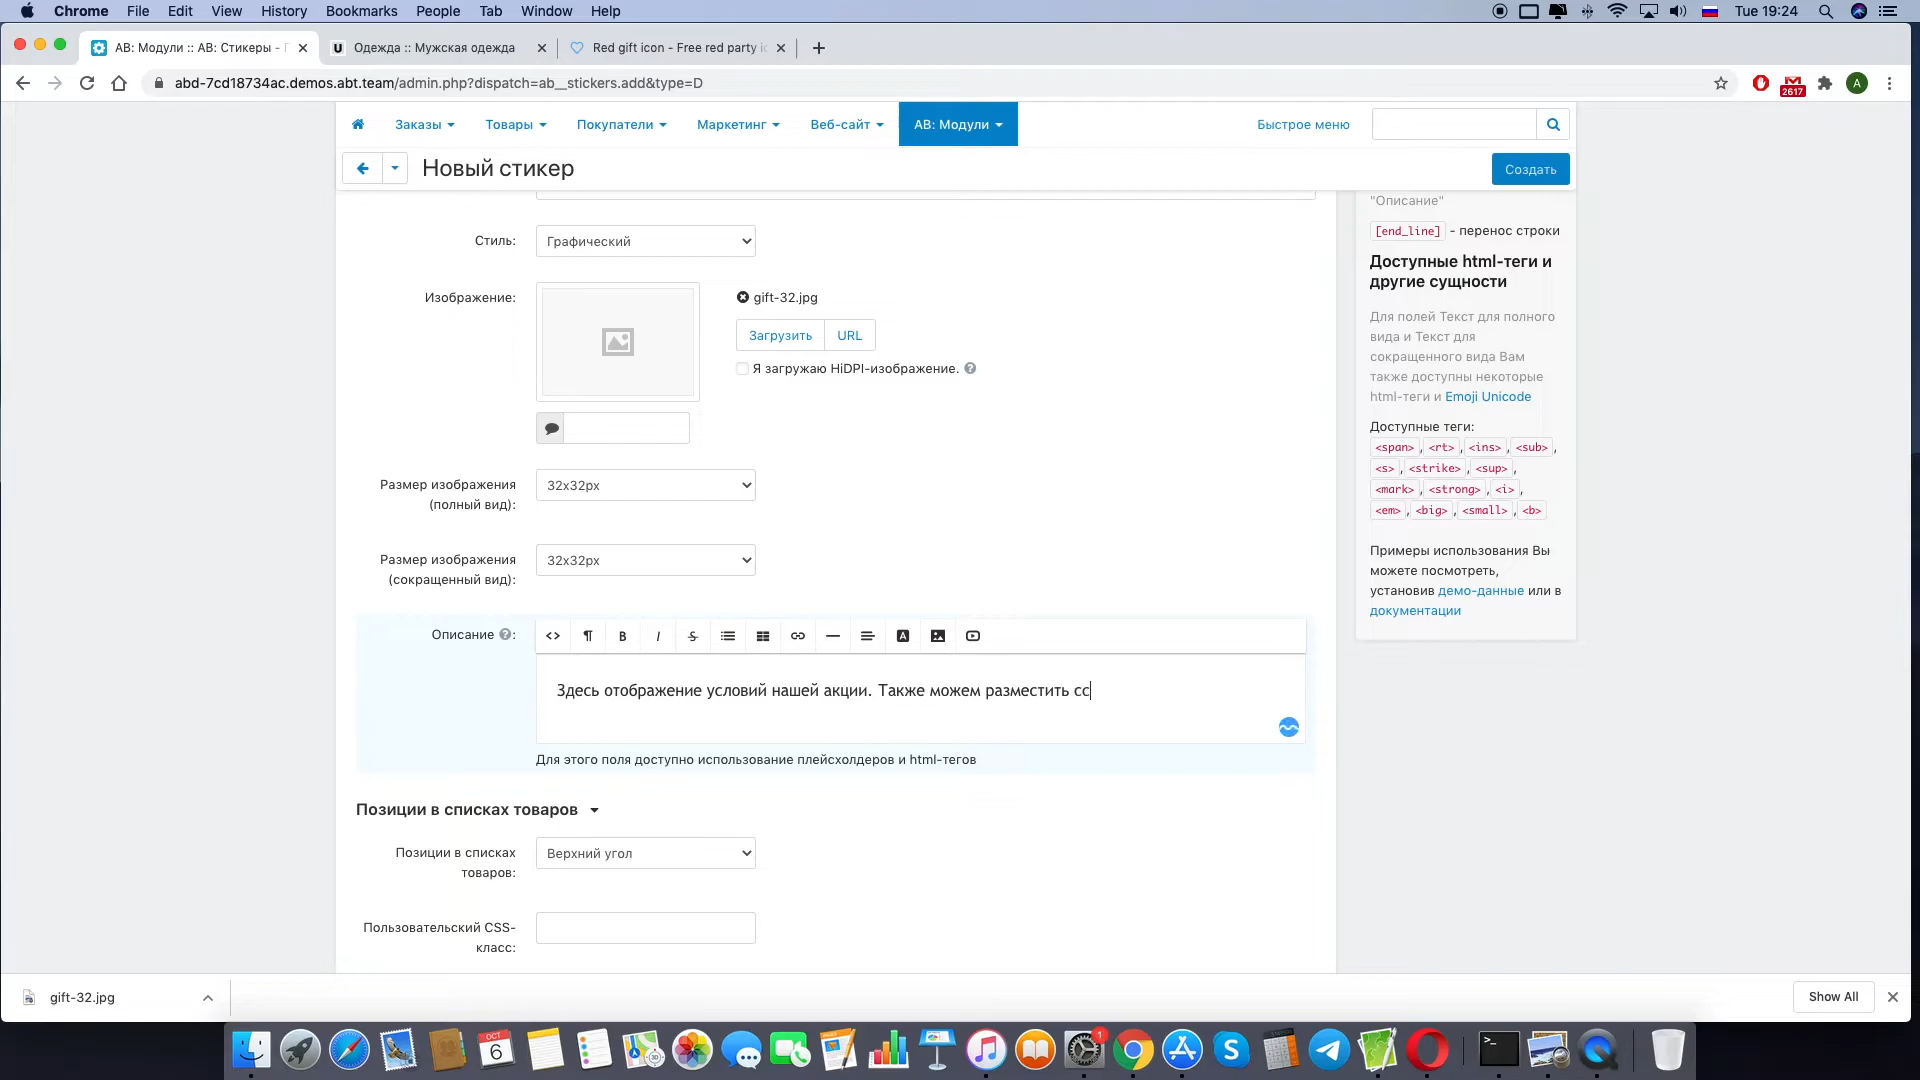 Chrome File Edit View History Bookmarks People Tab Window Help Tue 19:24
АВ: Модули :: АВ: Стикеры - Одежда :: Мужская одежда Red gift icon - Free red party
abd-7cd18734ac.demos.abt.team/admin.php?dispatch=ab__stickers.add&type=D
2617
A
Заказы Товары Покупатели Маркетинг Веб-сайт АВ: Модули Быстрое меню
Новый стикер
Создать
"Описание"
[end_line] - перенос строки
Доступные html-теги и
другие сущности
Для полей Текст для полного
вида и Текст для
сокращенного вида Вам
также доступны некоторые
html-теги и Emoji Unicode
Доступные теги:
<span>, <rt>, <ins>, <sub>,
<s>, <strike>, <sup>,
<mark>, <strong>, <i>,
<em>, <big>, <small>, <b>
Примеры использования Вы
можете посмотреть,
установив демо-данные или в
документации
Стиль: Графический
Изображение: gift-32.jpg
Загрузить URL
Я загружаю HiDPI-изображение.
Размер изображения
(полный вид):
32x32px
Размер изображения
(сокращенный вид):
32x32px
Описание :
Здесь отображение условий нашей акции. Также можем разместить сс
Для этого поля доступно использование плейсхолдеров и html-тегов
Позиции в списках товаров
Позиции в списках
товаров:
Верхний угол
Пользовательский CSS-
класс:
gift-32.jpg
Show All
OCT
6
1